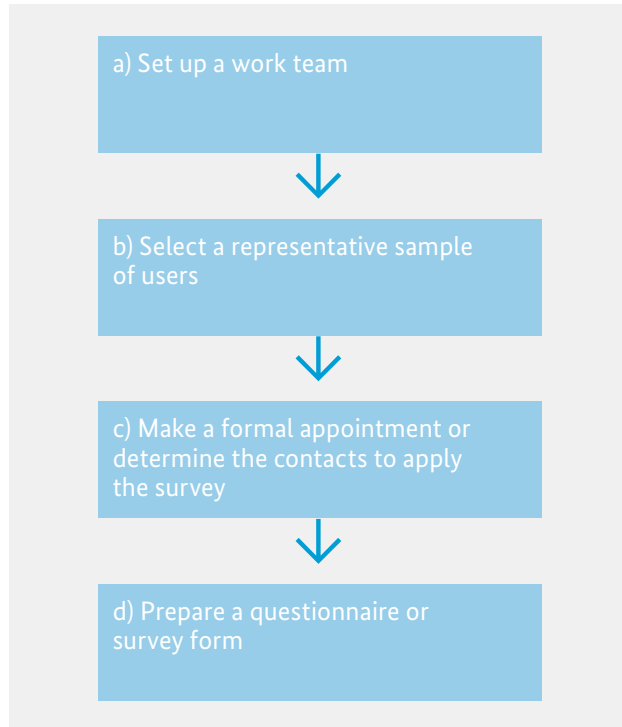 a) Set up a work team
b) Select a representative sample
of users
c) Make a formal appointment or
determine the contacts to apply
the survey
d) Prepare a questionnaire or
survey form